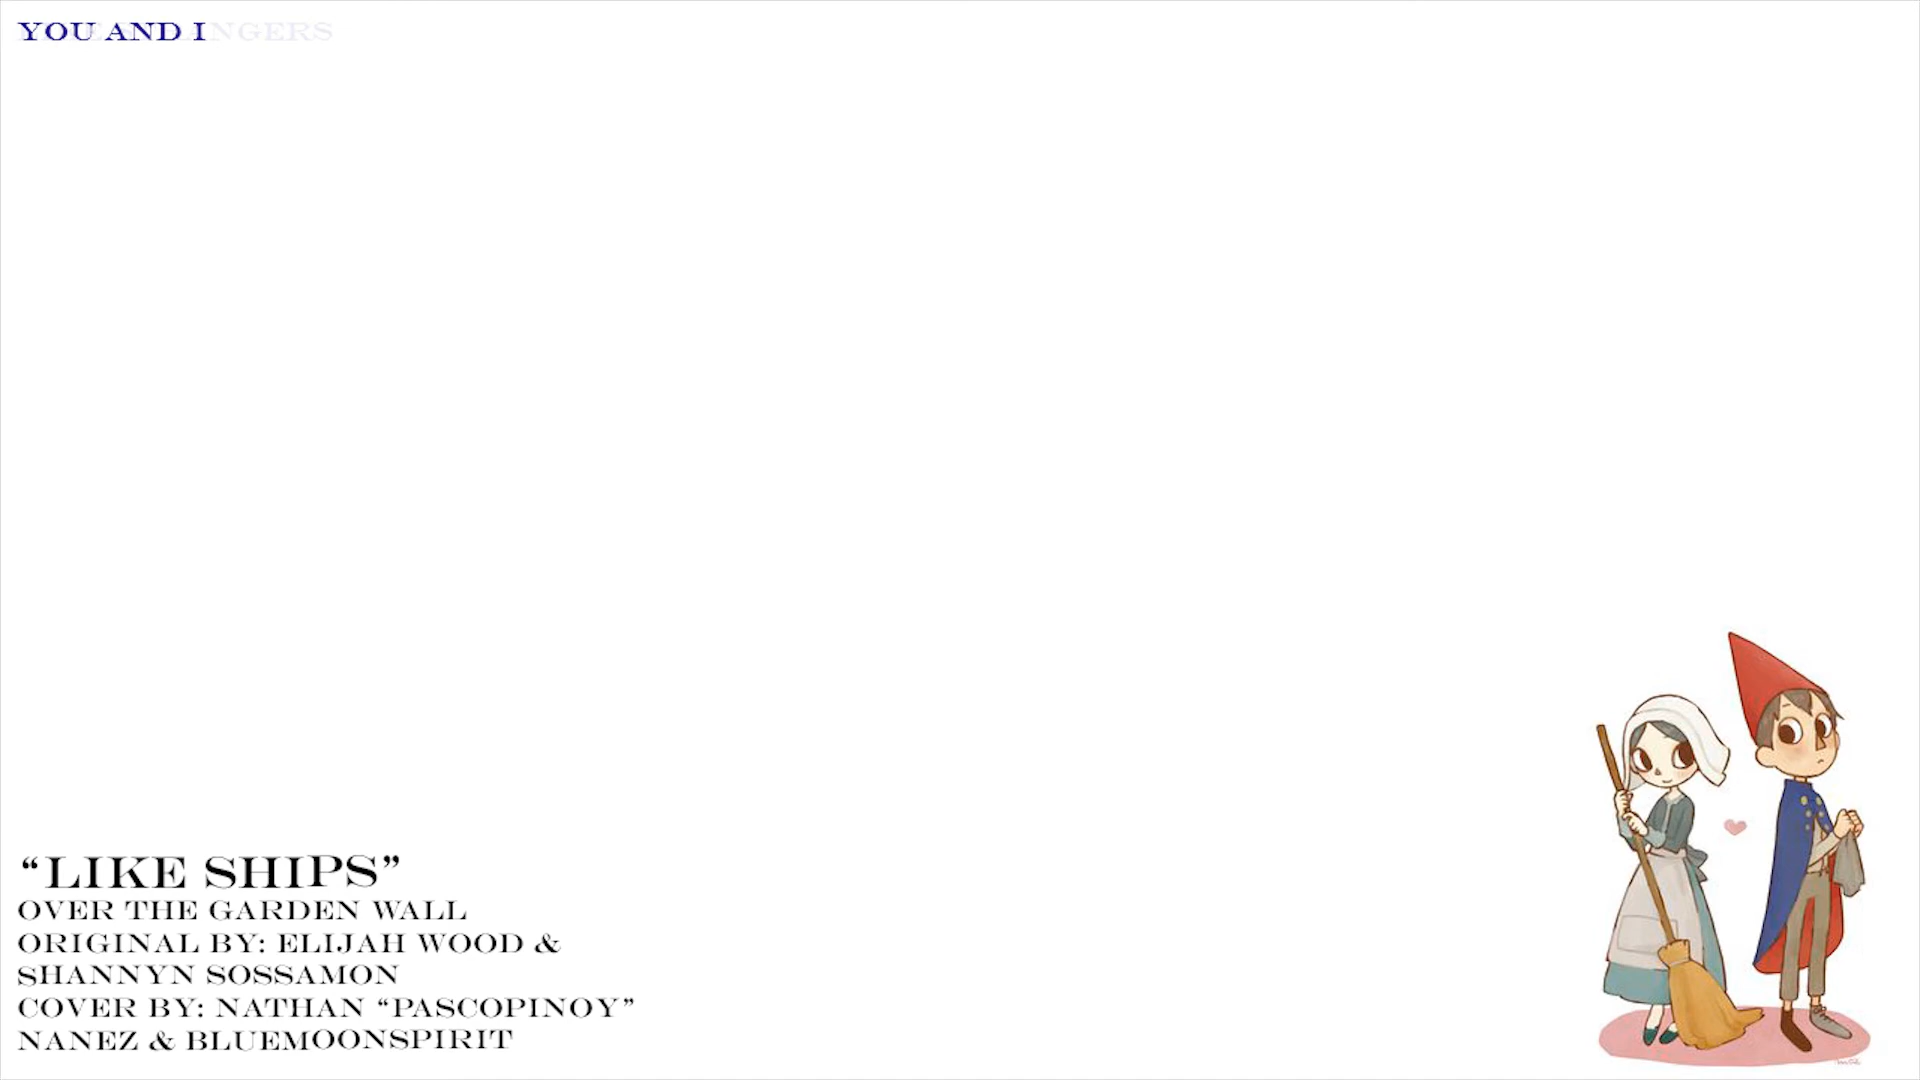 YOU AND I
NGERS
“LIKE SHIPS”
OVER THE GARDEN WALL
ORIGINAL BY: ELIJAH WOOD &
SHANNYN SOSSAMON
COVER BY: NATHAN “PASCOPINOY”
NANEZ & BLUEMOONSPIRIT